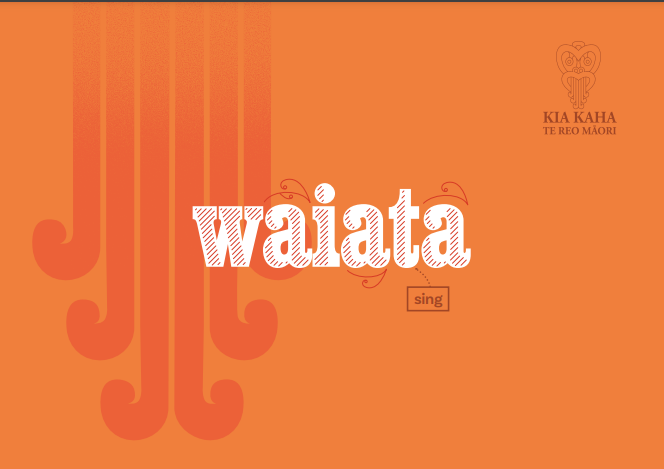 KIA KAHA
TE REO MĀORI
waiata
sing